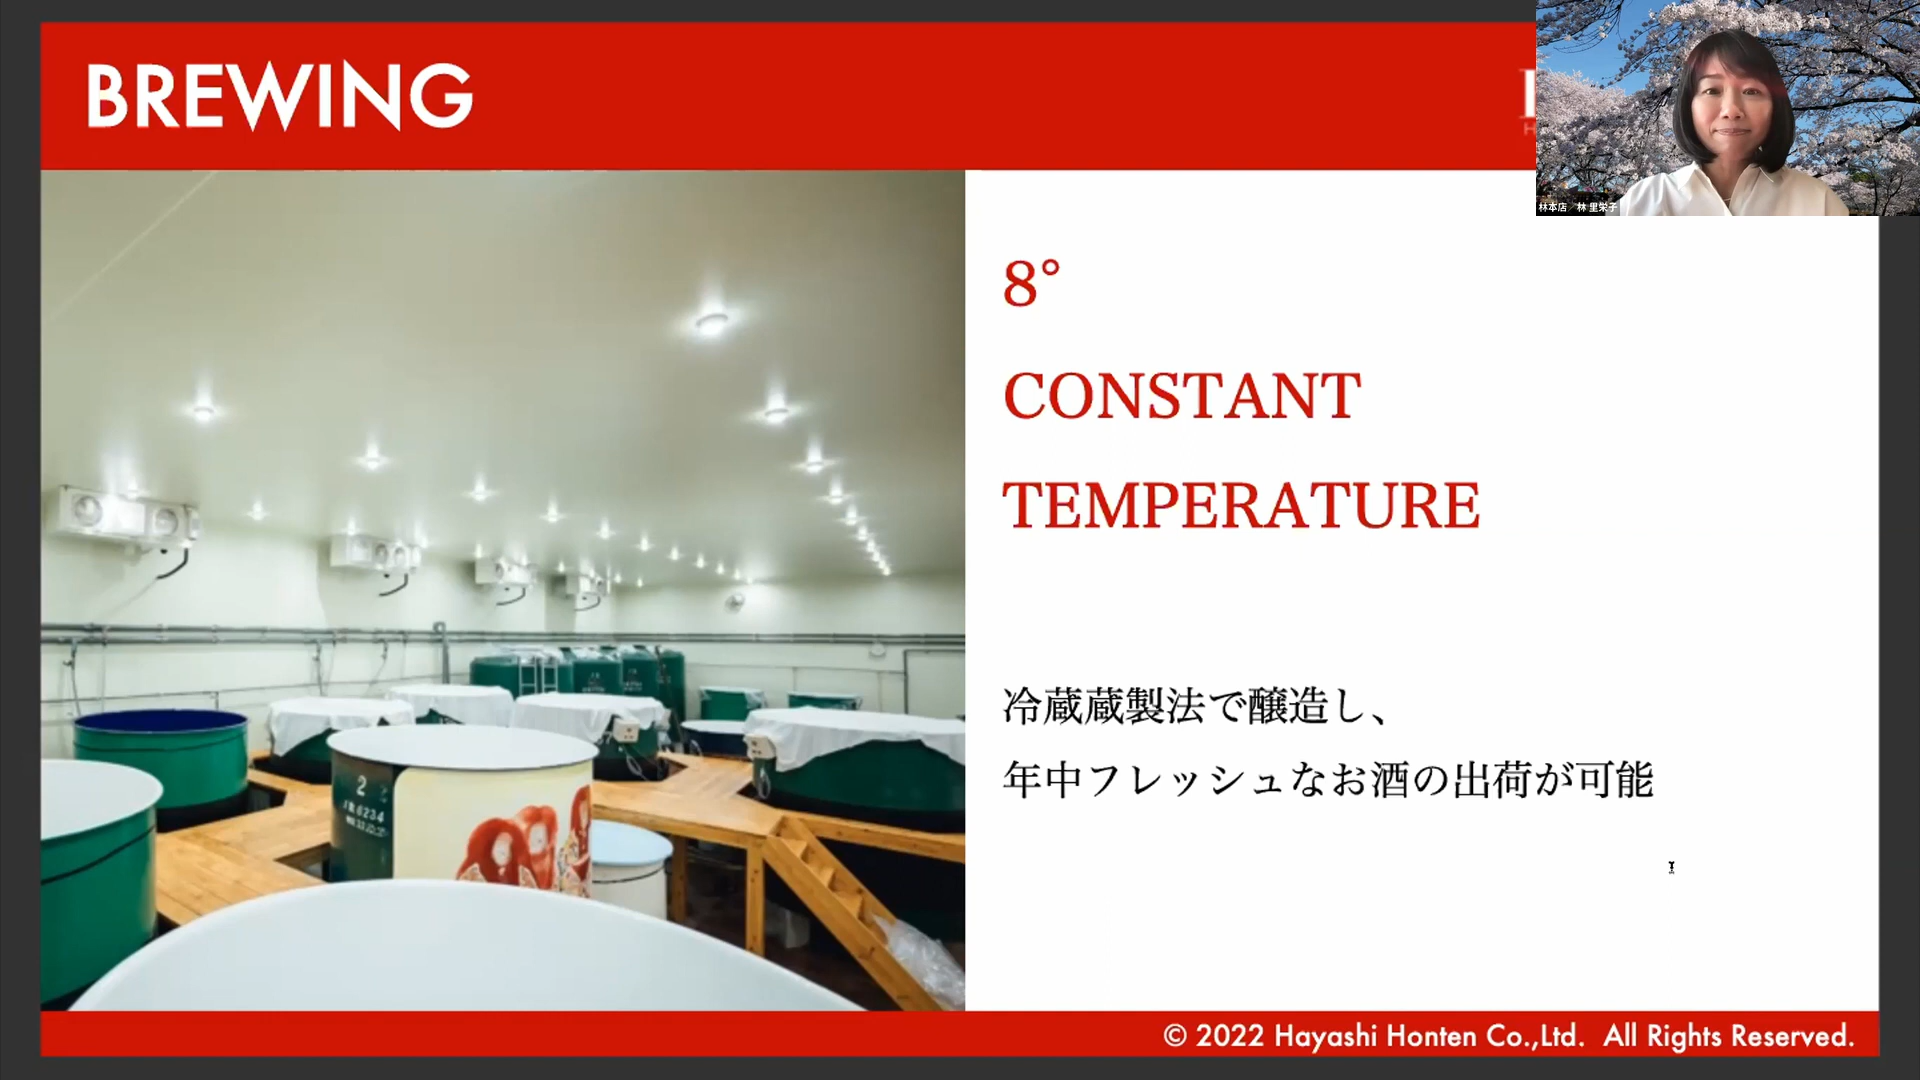 BREWING
林本店 林 里栄子
8°
CONSTANT
TEMPERATURE
冷蔵蔵製法で醸造し、
年中フレッシュなお酒の出荷が可能
2
6234
© 2022 Hayashi Honten Co.,Ltd. All Rights Reserved.